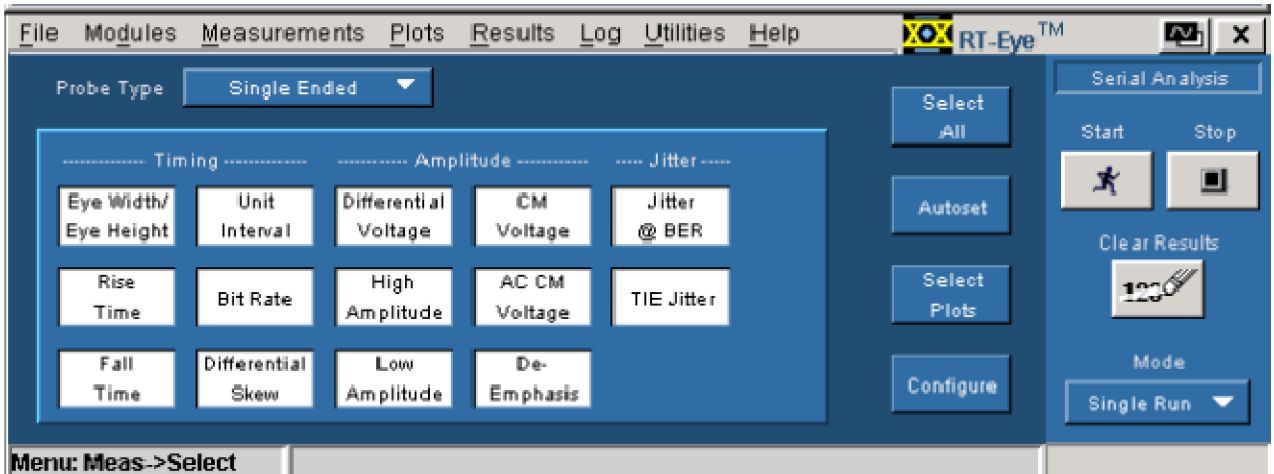 File Modules Measurements Plots Results Log Utilities Help RT-Eye™
Probe Type Single Ended
Select
All
Serial Analysis
Start Stop
--------------- Timing --------------- ------------ Amplitude ------------ ----- Jitter -----
Eye Width/
Eye Height
Unit
Interval
Differential
Voltage
CM
Voltage
Jitter
@ BER
Autoset
Clear Results
Rise
Time
Bit Rate
High
Amplitude
AC CM
Voltage
TIE Jitter
Select
Plots
123
Fall
Time
Differential
Skew
Low
Amplitude
De-
Emphasis
Configure
Mode
Single Run
Menu: Meas->Select